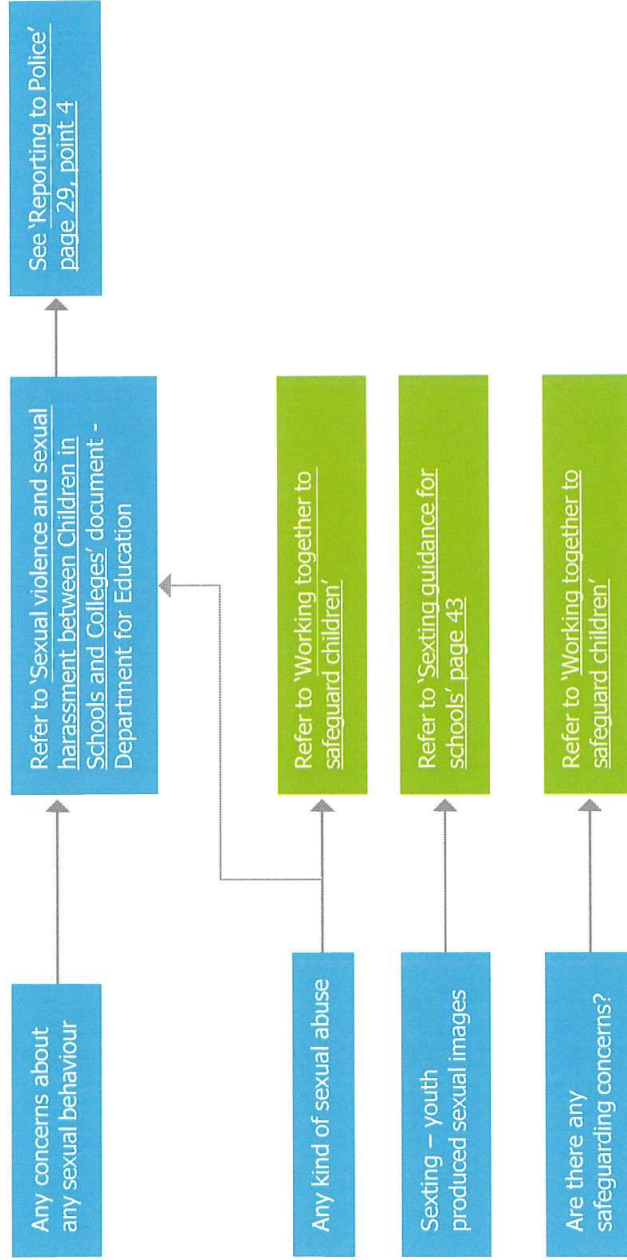 Any concerns about
any sexual behaviour
Refer to ‘Sexual violence and sexual
harassment between Children in
Schools and Colleges’ document -
Department for Education
See ‘Reporting to Police’
page 29, point 4
Any kind of sexual abuse
Refer to ‘Working together to
safeguard children’
Sexting – youth
produced sexual images
Refer to ‘Sexting guidance for
schools’ page 43
Are there any
safeguarding concerns?
Refer to ‘Working together to
safeguard children’